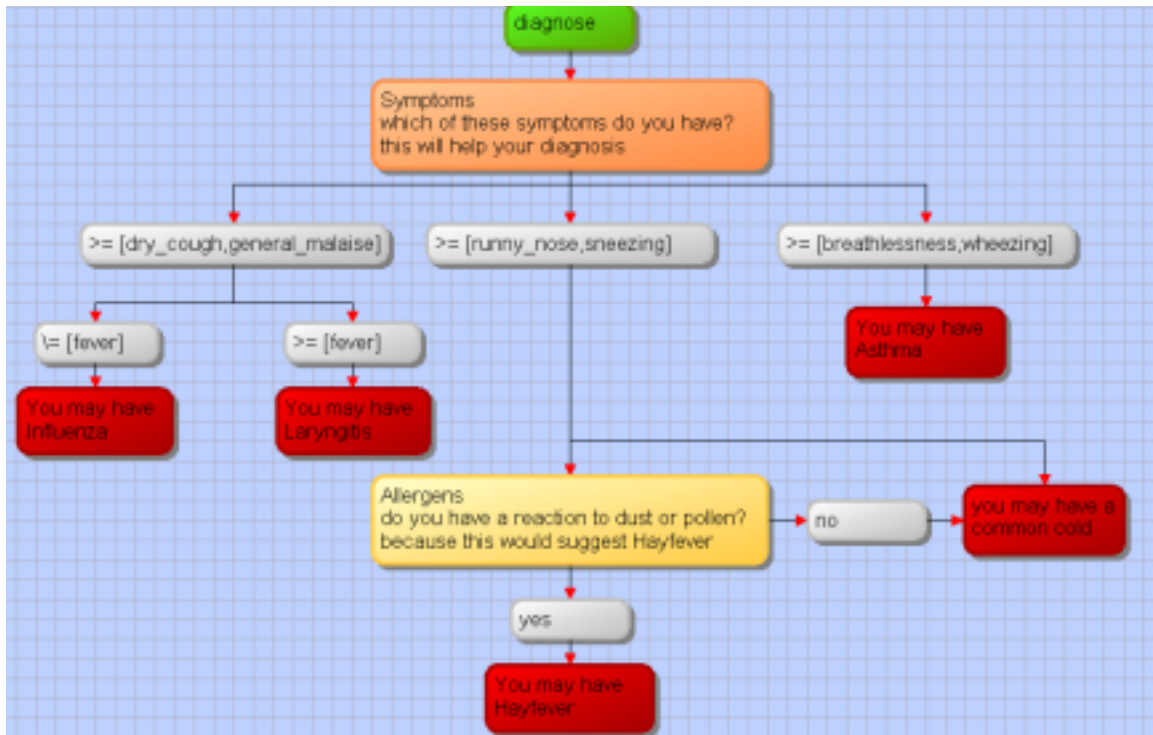 diagnose
Symptoms
which of these symptoms do you have?
this will help your diagnosis
>= [dry_cough,general_malaise]
>= [runny_nose,sneezing]
>= [breathlessness,wheezing]
\= [fever]
>= [fever]
You may have
Asthma
You may have
Influenza
You may have
Laryngitis
Allergens
do you have a reaction to dust or pollen?
because this would suggest Hayfever
no
you may have a
common cold
yes
You may have
Hayfever